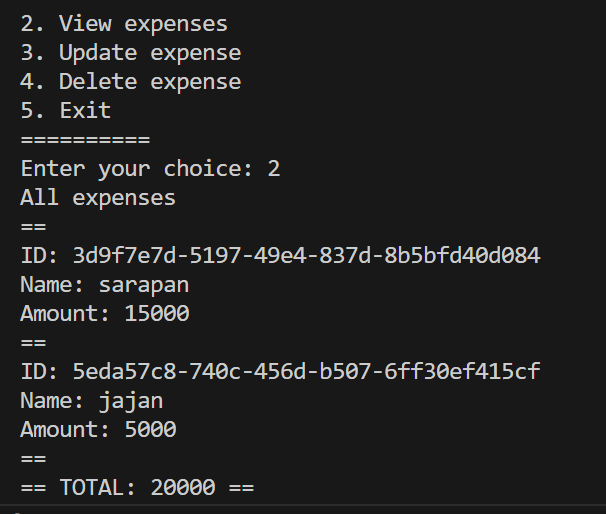 2. View expenses
3. Update expense
4. Delete expense
5. Exit
==========
Enter your choice: 2
All expenses
==
ID: 3d9f7e7d-5197-49e4-837d-8b5bfd40d084
Name: sarapan
Amount: 15000
==
ID: 5eda57c8-740c-456d-b507-6ff30ef415cf
Name: jajan
Amount: 5000
==
== TOTAL: 20000 ==